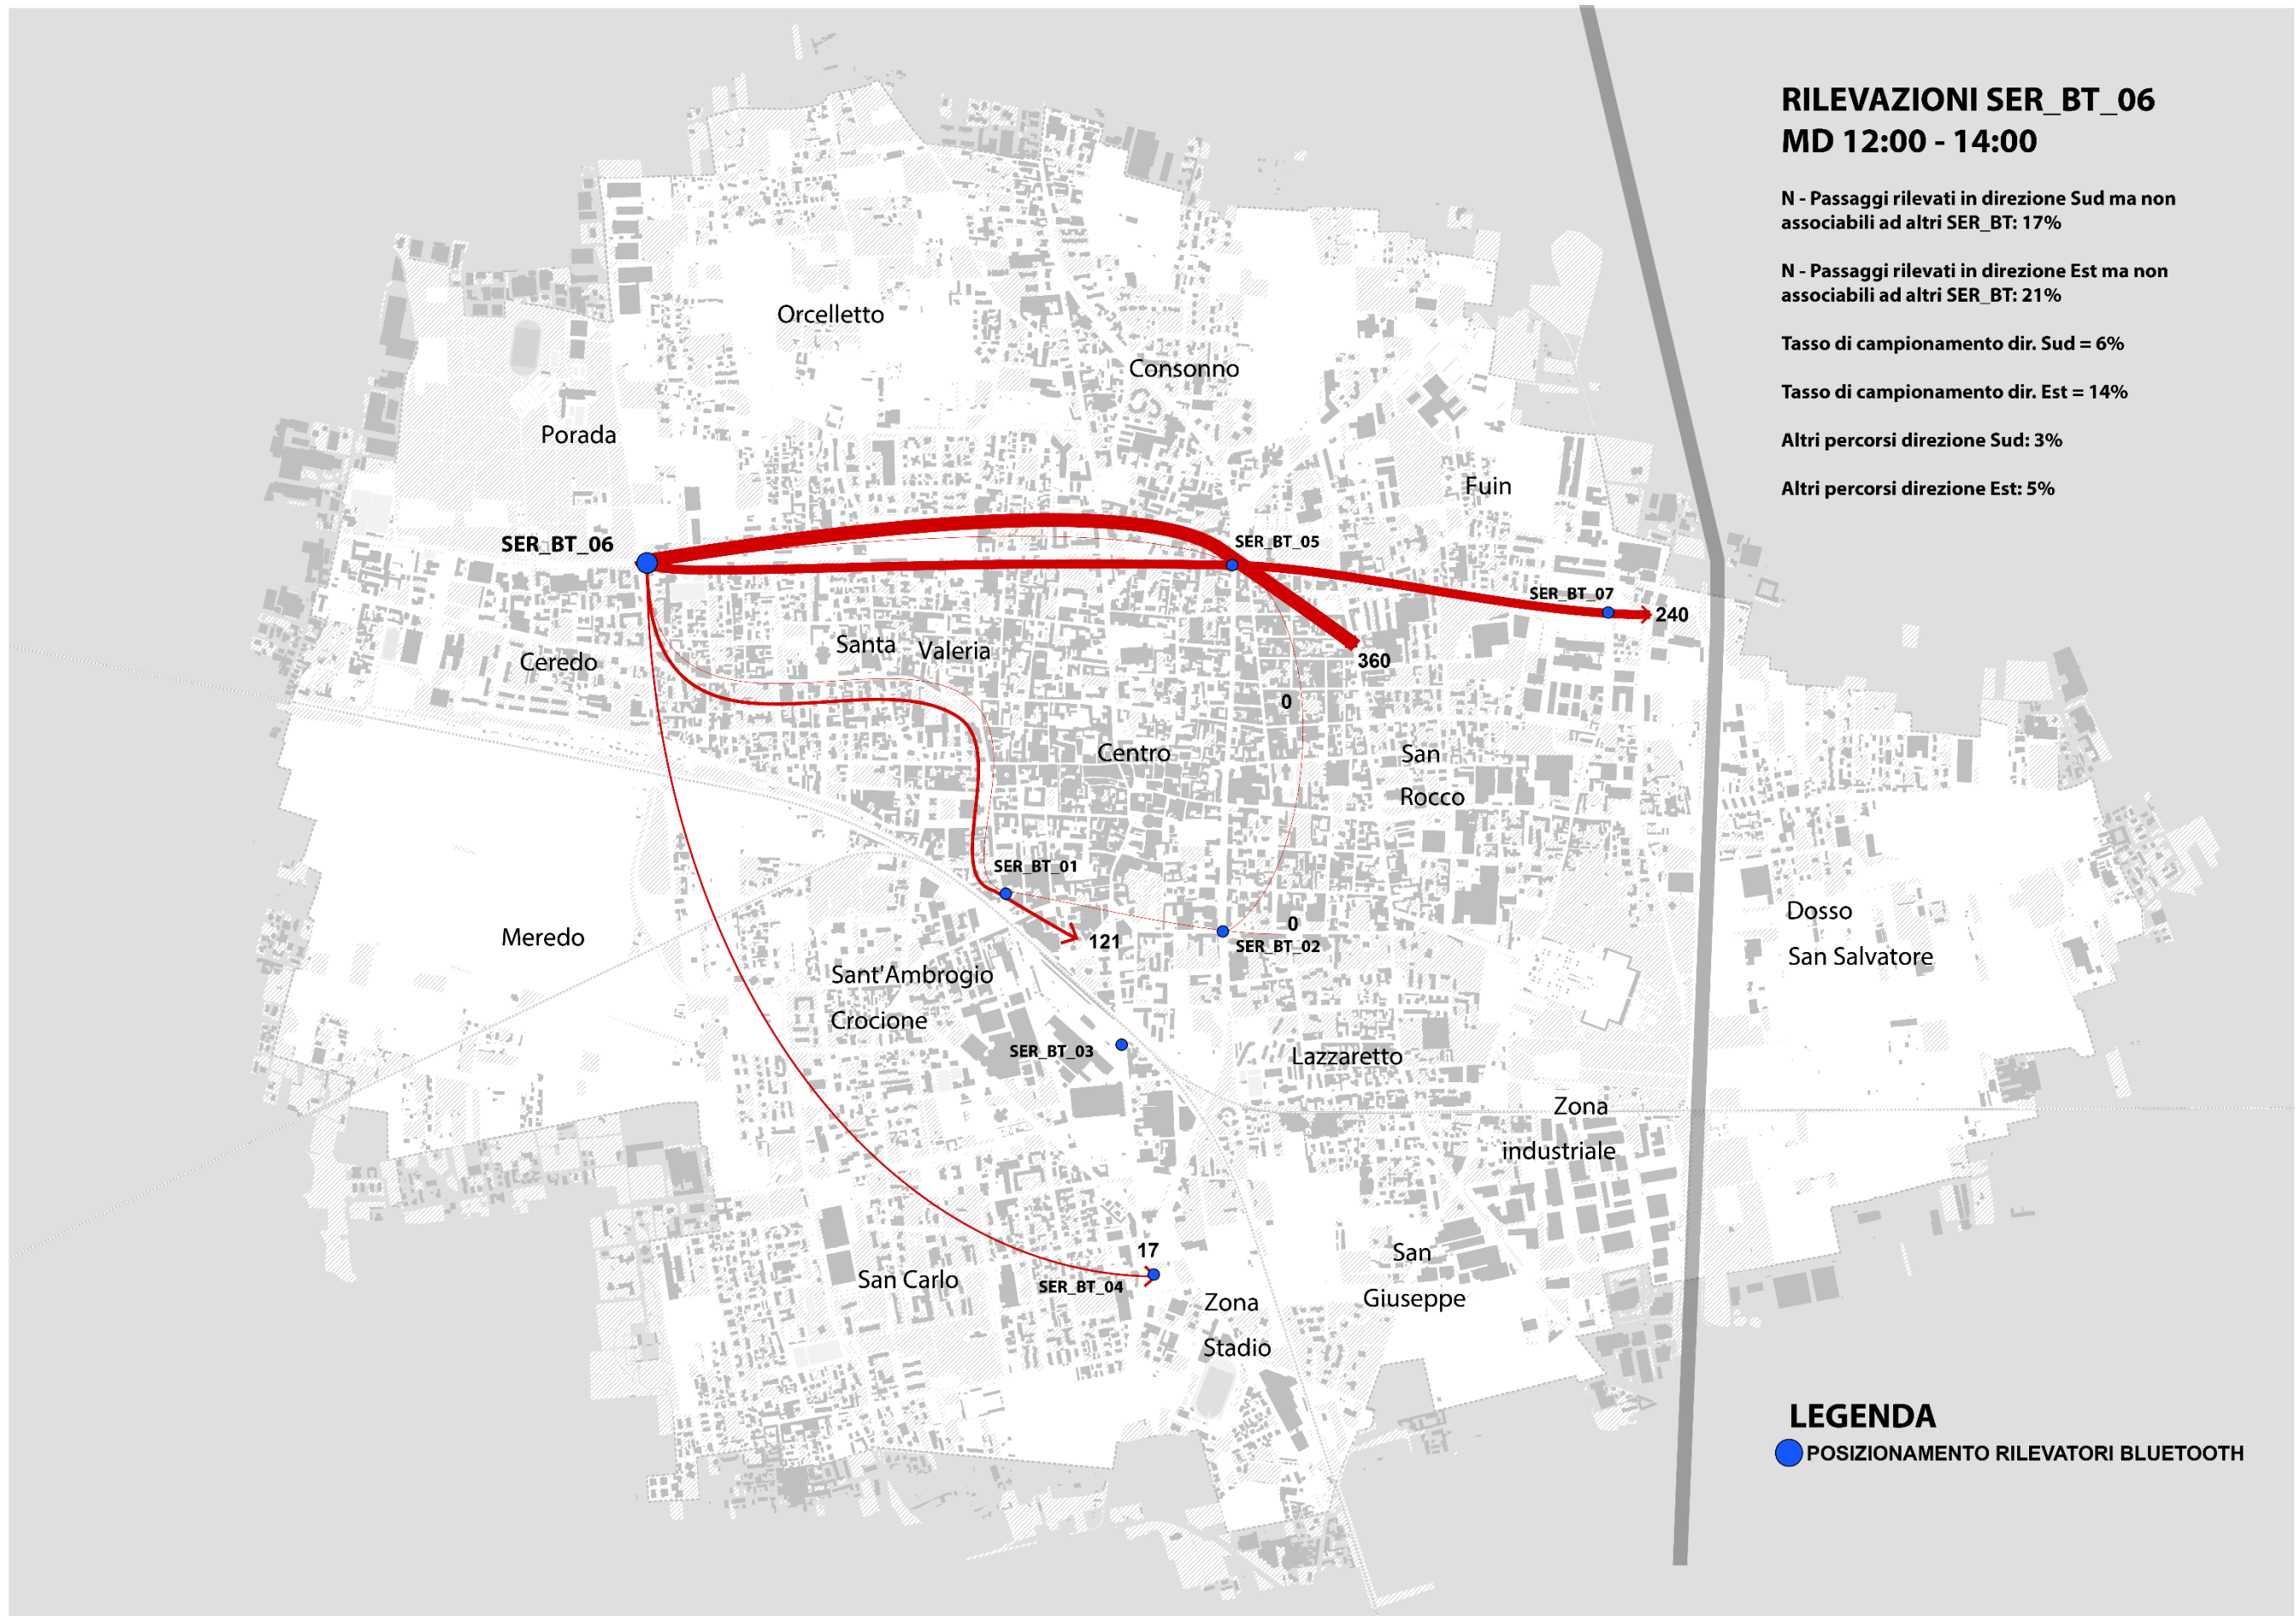 RILEVAZIONI SER_BT_06
MD 12:00 - 14:00
N - Passaggi rilevati in direzione Sud ma non
associabili ad altri SER_BT: 17%
N - Passaggi rilevati in direzione Est ma non
associabili ad altri SER_BT: 21%
Tasso di campionamento dir. Sud = 6%
Tasso di campionamento dir. Est = 14%
Altri percorsi direzione Sud: 3%
Altri percorsi direzione Est: 5%
Orcelletto
Consonno
Porada
Fuin
SER_BT_06
SER_BT_05
SER_BT_07
240
360
Santa Valeria
Ceredo
0
Centro
San
Rocco
SER_BT_01
121
0
SER_BT_02
Meredo
Dosso
San Salvatore
Sant'Ambrogio
Crocione
SER_BT_03
Lazzaretto
Zona
industriale
17
SER_BT_04
San Carlo
San
Giuseppe
Zona
Stadio
LEGENDA
POSIZIONAMENTO RILEVATORI BLUETOOTH